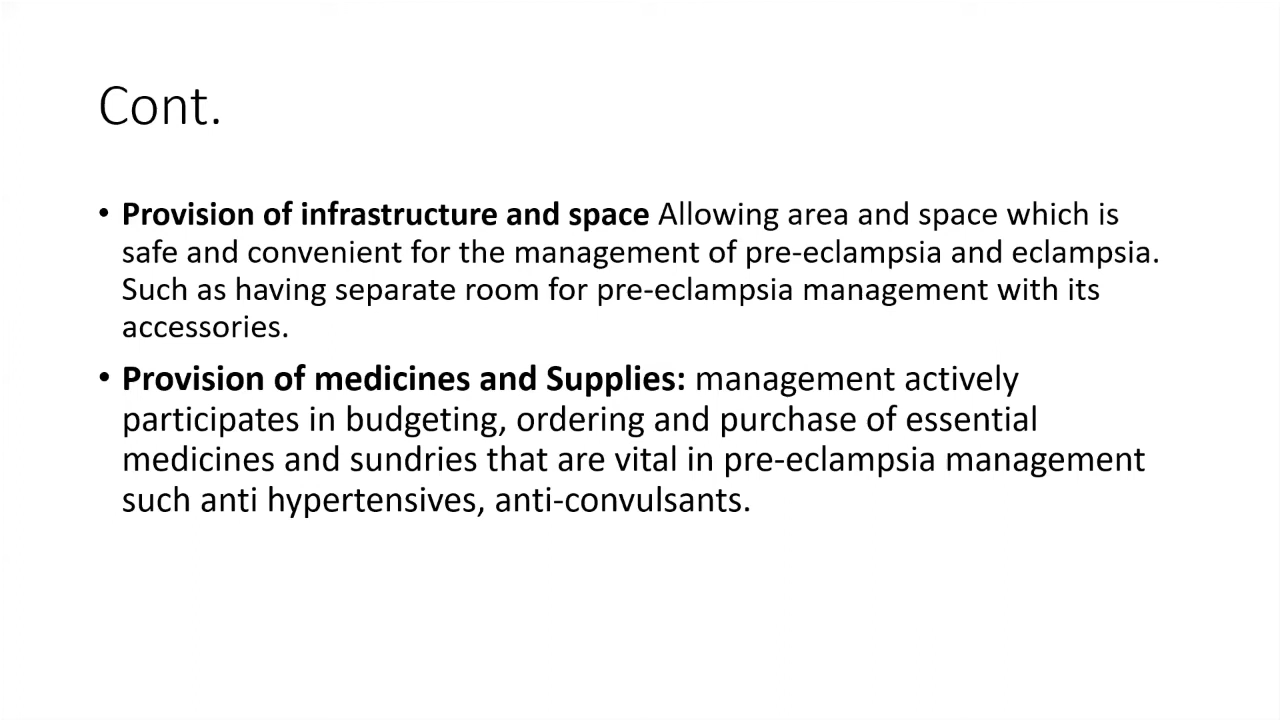 Cont.
• Provision of infrastructure and space Allowing area and space which is
safe and convenient for the management of pre-eclampsia and eclampsia.
Such as having separate room for pre-eclampsia management with its
accessories.
• Provision of medicines and Supplies: management actively
participates in budgeting, ordering and purchase of essential
medicines and sundries that are vital in pre-eclampsia management
such anti hypertensives, anti-convulsants.